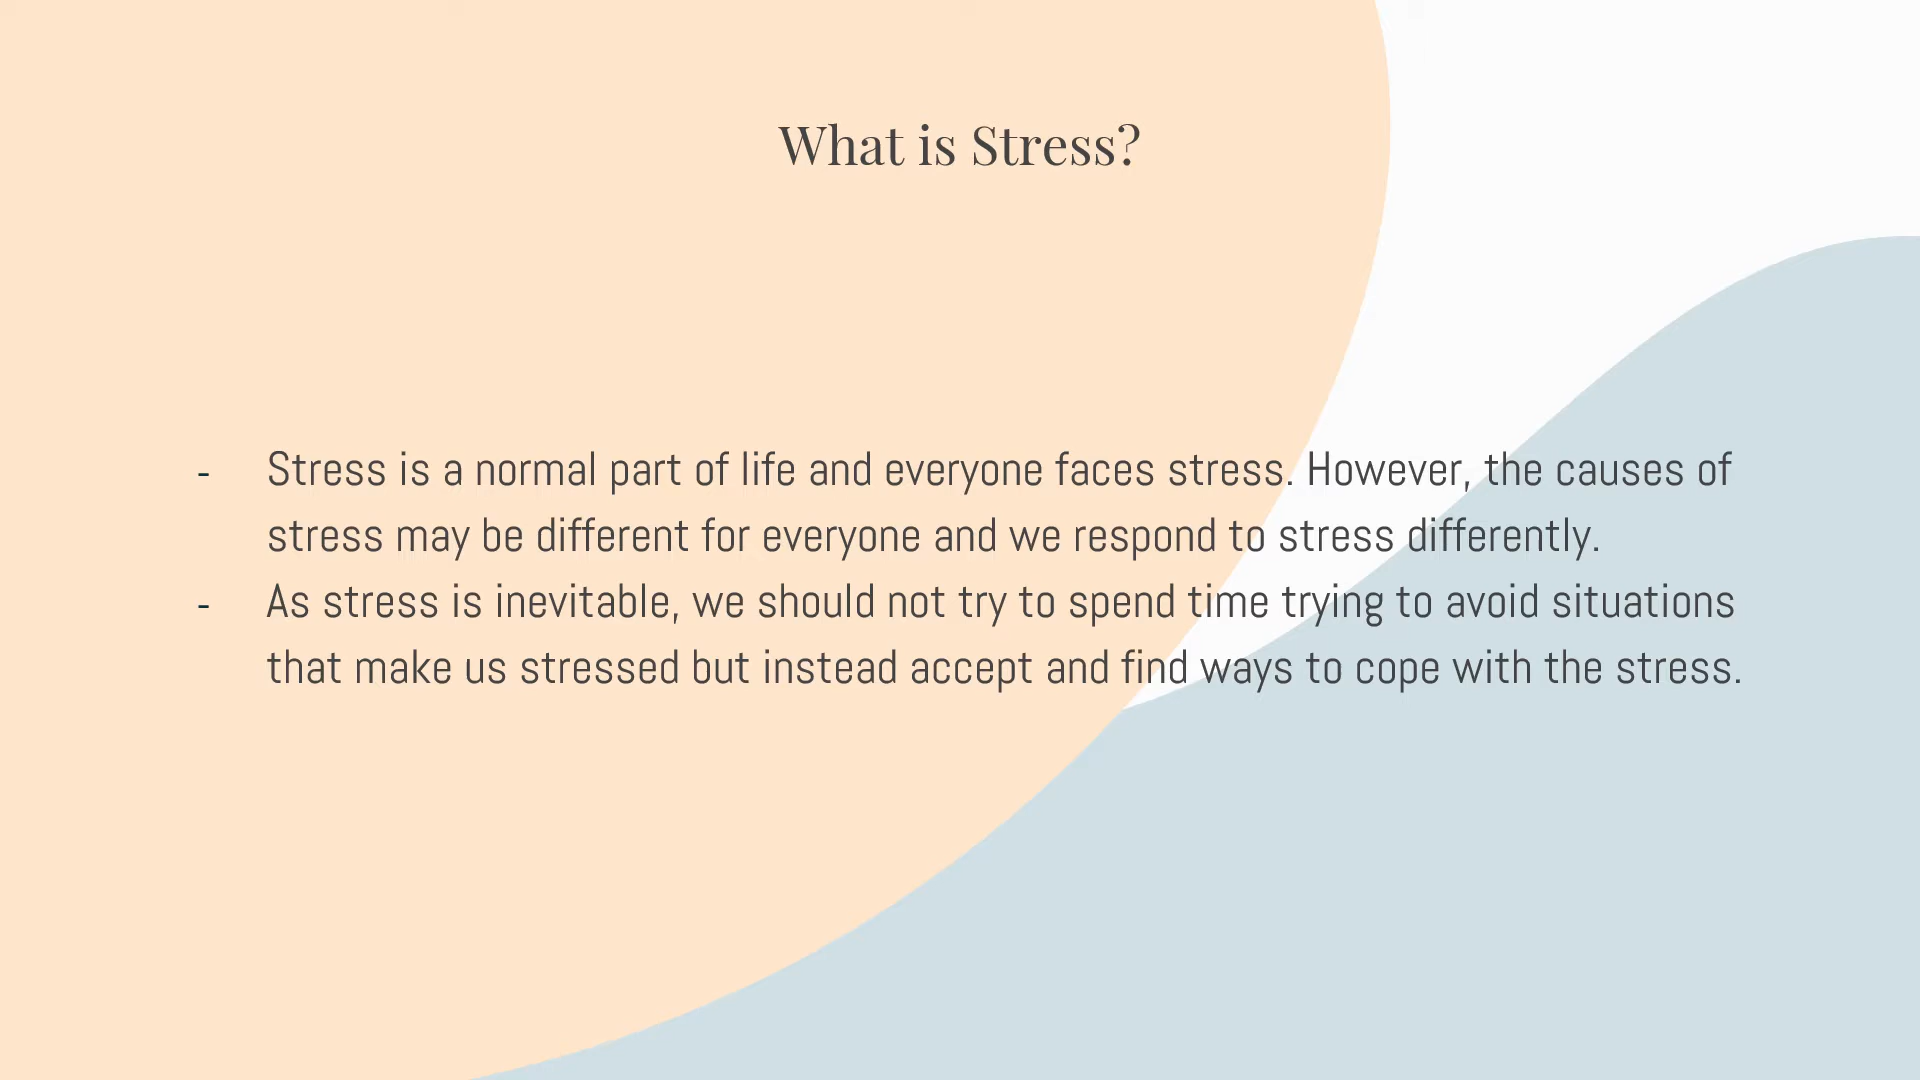 What is Stress?
- Stress is a normal part of life and everyone faces stress. However, the causes of
stress may be different for everyone and we respond to stress differently.
- As stress is inevitable, we should not try to spend time trying to avoid situations
that make us stressed but instead accept and find ways to cope with the stress.